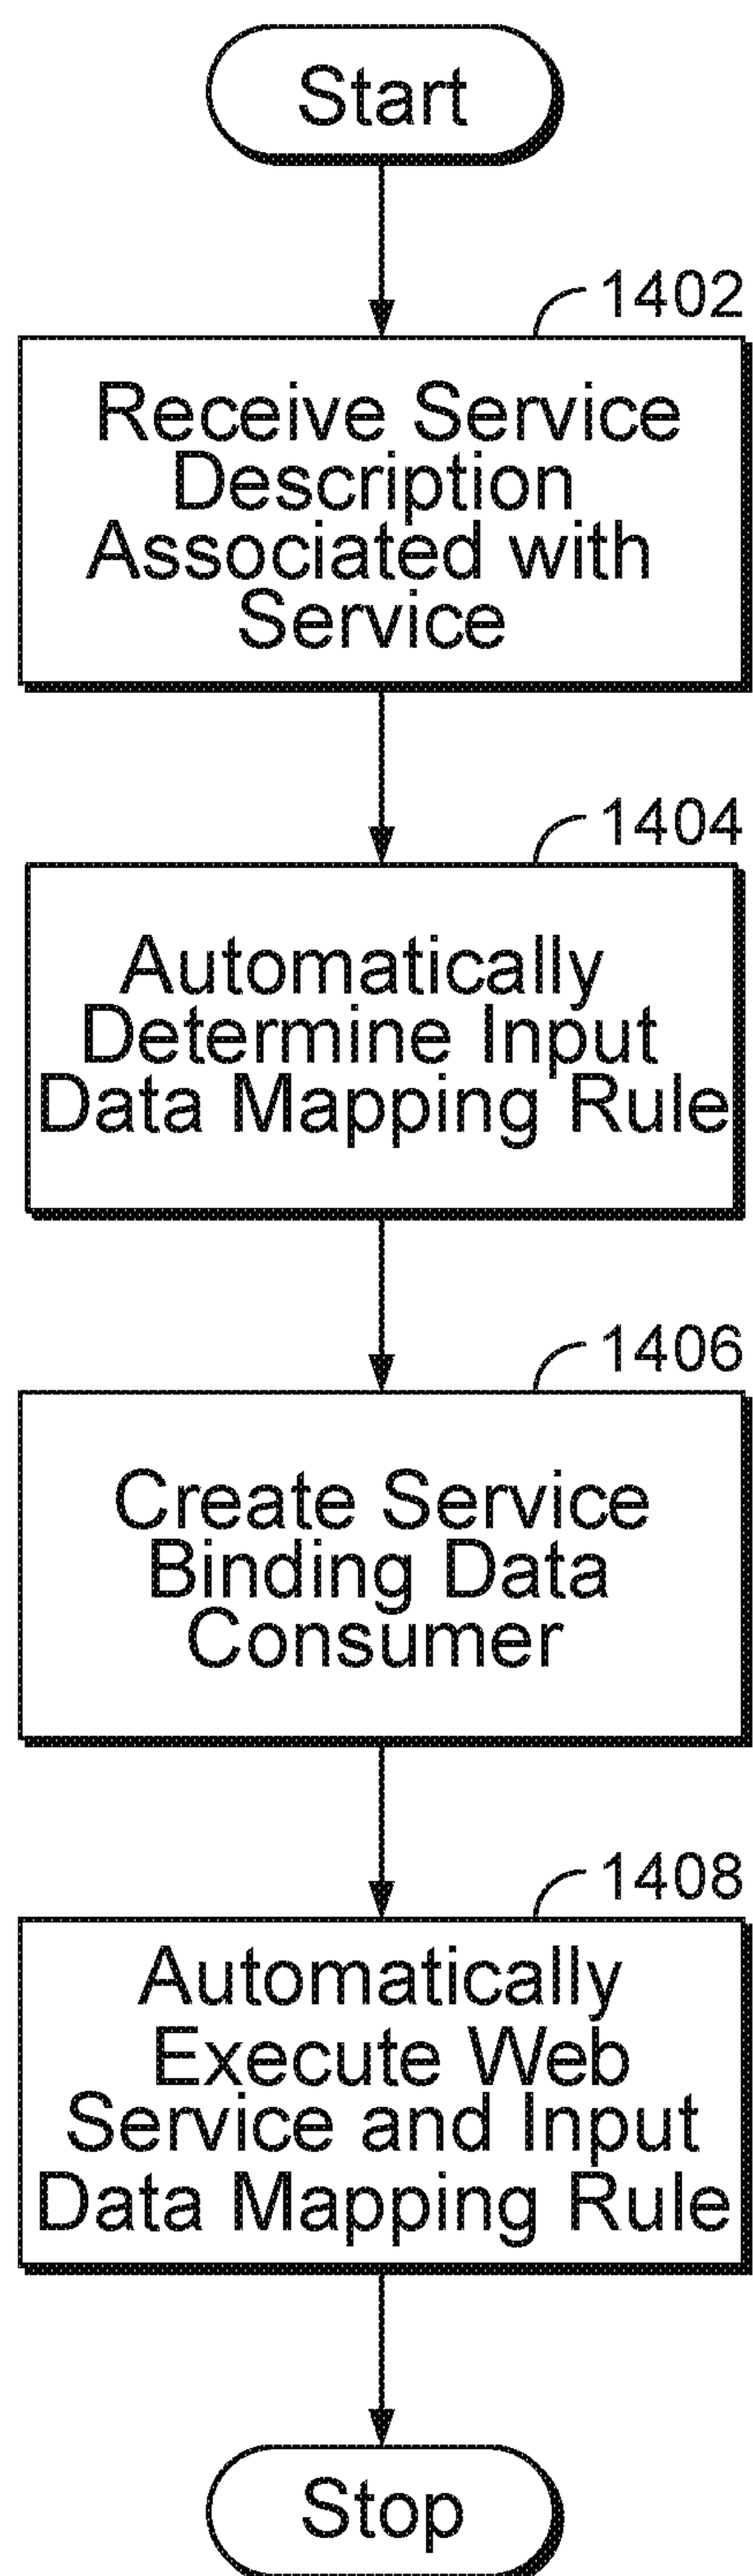 Start
1402
Receive Service
Description
Associated with
Service
1404
Automatically
Determine Input
Data Mapping Rule
1406
Create Service
Binding Data
Consumer
1408
Automatically
Execute Web
Service and Input
Data Mapping Rule
Stop